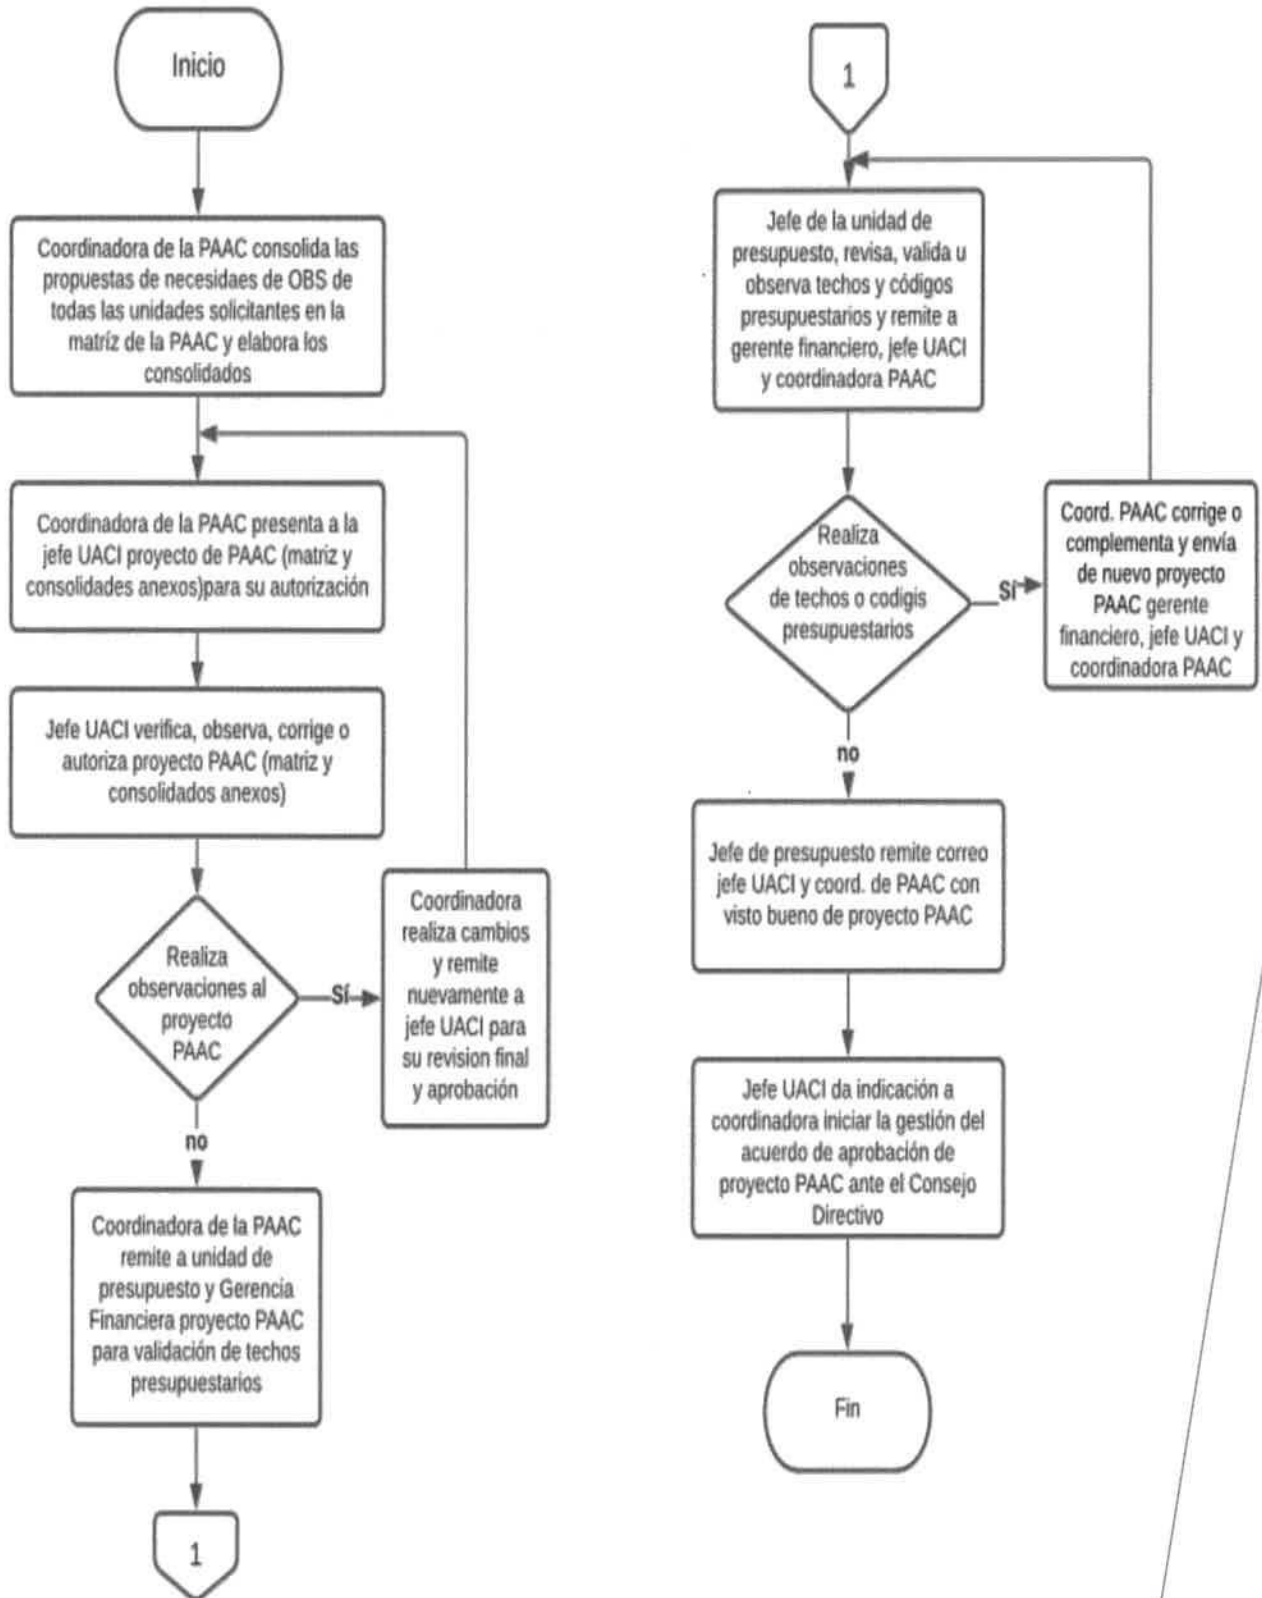 Inicio
Coordinadora de la PAAC consolida las
propuestas de necesidaes de OBS de
todas las unidades solicitantes en la
matríz de la PAAC y elabora los
consolidados
Coordinadora de la PAAC presenta a la
jefe UACI proyecto de PAAC (matriz y
consolidades anexos)para su autorización
Jefe UACI verifica, observa, corrige o
autoriza proyecto PAAC (matriz y
consolidados anexos)
Realiza
observaciones al
proyecto
PAAC
Sí
Coordinadora
realiza cambios
y remite
nuevamente a
jefe UACI para
su revision final
y aprobación
no
Coordinadora de la PAAC
remite a unidad de
presupuesto y Gerencia
Financiera proyecto PAAC
para validación de techos
presupuestarios
1
1
Jefe de la unidad de
presupuesto, revisa, valida u
observa techos y códigos
presupuestarios y remite a
gerente financiero, jefe UACI
y coordinadora PAAC
Realiza
observaciones
de techos o codigis
presupuestarios
Sí
Coord. PAAC corrige o
complementa y envía
de nuevo proyecto
PAAC gerente
financiero, jefe UACI y
coordinadora PAAC
no
Jefe de presupuesto remite correo
jefe UACI y coord. de PAAC con
visto bueno de proyecto PAAC
Jefe UACI da indicación a
coordinadora iniciar la gestión del
acuerdo de aprobación de
proyecto PAAC ante el Consejo
Directivo
Fin